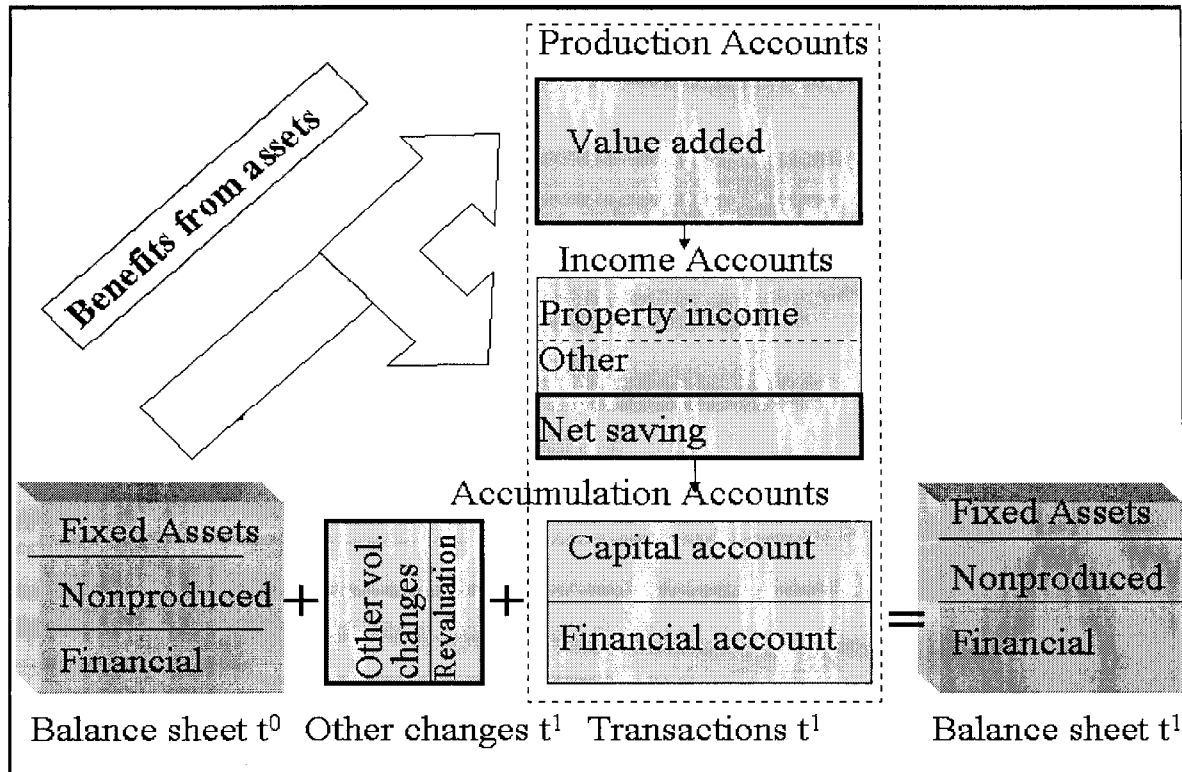 Production Accounts
Benefits from assets
Value added
Income Accounts
Property income
Other
Net saving
Accumulation Accounts
Fixed Assets
Nonproduced
Financial
+
Other vol.
changes
Revaluation
+
Capital account
Financial account
=
Fixed Assets
Nonproduced
Financial
Balance sheet t⁰
Other changes t¹
Transactions t¹
Balance sheet t¹